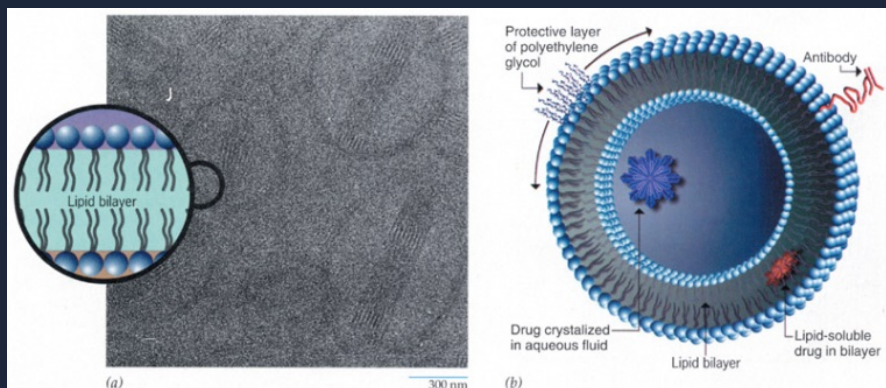 Lipid bilayer
(a)
300 nm
Protective layer
of polyethylene
glycol
Antibody
Drug crystalized
in aqueous fluid
Lipid bilayer
Lipid-soluble
drug in bilayer
(b)